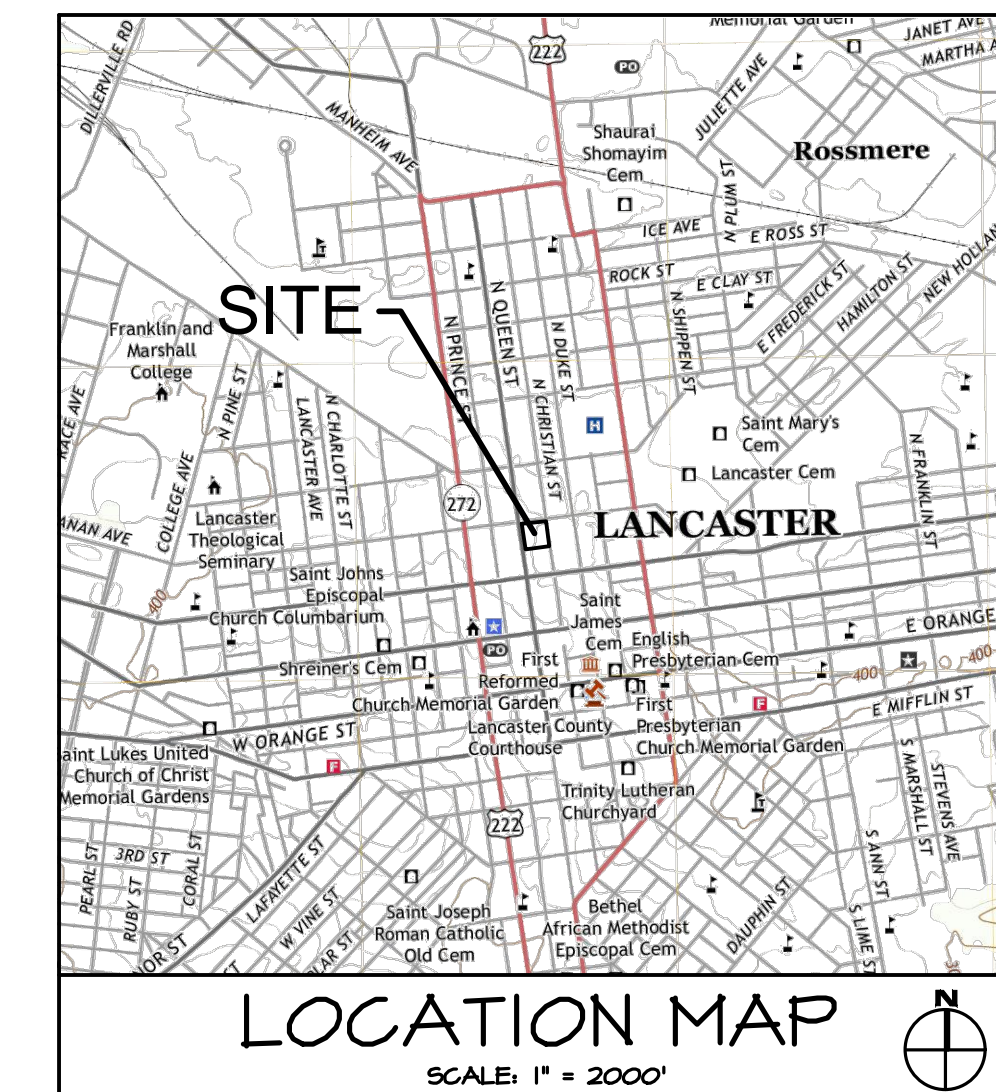 Memorial Garden
JANET AVE
MARTHA A
DILLERVILLE RD
222
PO
JULIETTE AVE
MANHEIM AVE
Shaurai
Shomayim
Cem
Rossmere
N PLUM ST
ICE AVE
E ROSS ST
ROCK ST
E CLAY ST
NEW HOLLAN
HAMILTON ST
E FREDERICK ST
SITE
N QUEEN ST
N PRINCE ST
N DUKE ST
N SHIPPEN ST
N CHRISTIAN ST
Franklin and
Marshall
College
N PINE ST
LANCASTER AVE
N CHARLOTTE ST
RACE AVE
COLLEGE AVE
H
Saint Mary's
Cem
Lancaster Cem
N FRANKLIN ST
272
LANCASTER
ANAN AVE
Lancaster
Theological
Seminary
400
Saint Johns
Episcopal
Church Columbarium
Saint
James
Cem
English
Presbyterian Cem
E ORANGE
PO
Shreiner's Cem
First
Reformed
Church Memorial Garden
400
400
E MIFFLIN ST
F
First
Presbyterian
Church Memorial Garden
Lancaster County
Courthouse
W ORANGE ST
F
aint Lukes United
Church of Christ
Memorial Gardens
Trinity Lutheran
Churchyard
S MARSHALL ST
STEVENS AVE
222
PEARL ST
3RD ST
RUBY ST
CORAL ST
LAFAYETTE ST
W VINE ST
LAR ST
NOR ST
ST
Saint Joseph
Roman Catholic
Old Cem
Bethel
African Methodist
Episcopal Cem
DAUPHIN ST
S ANN ST
S LIME ST
LOCATION MAP
N
SCALE: 1" = 2000'